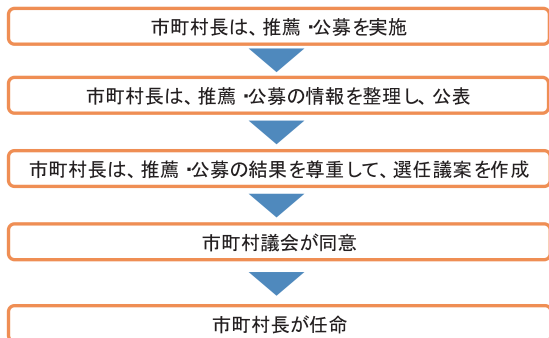 市町村長は、推薦・公募を実施
市町村長は、推薦・公募の情報を整理し、公表
市町村長は、推薦・公募の結果を尊重して、選任議案を作成
市町村議会が同意
市町村長が任命